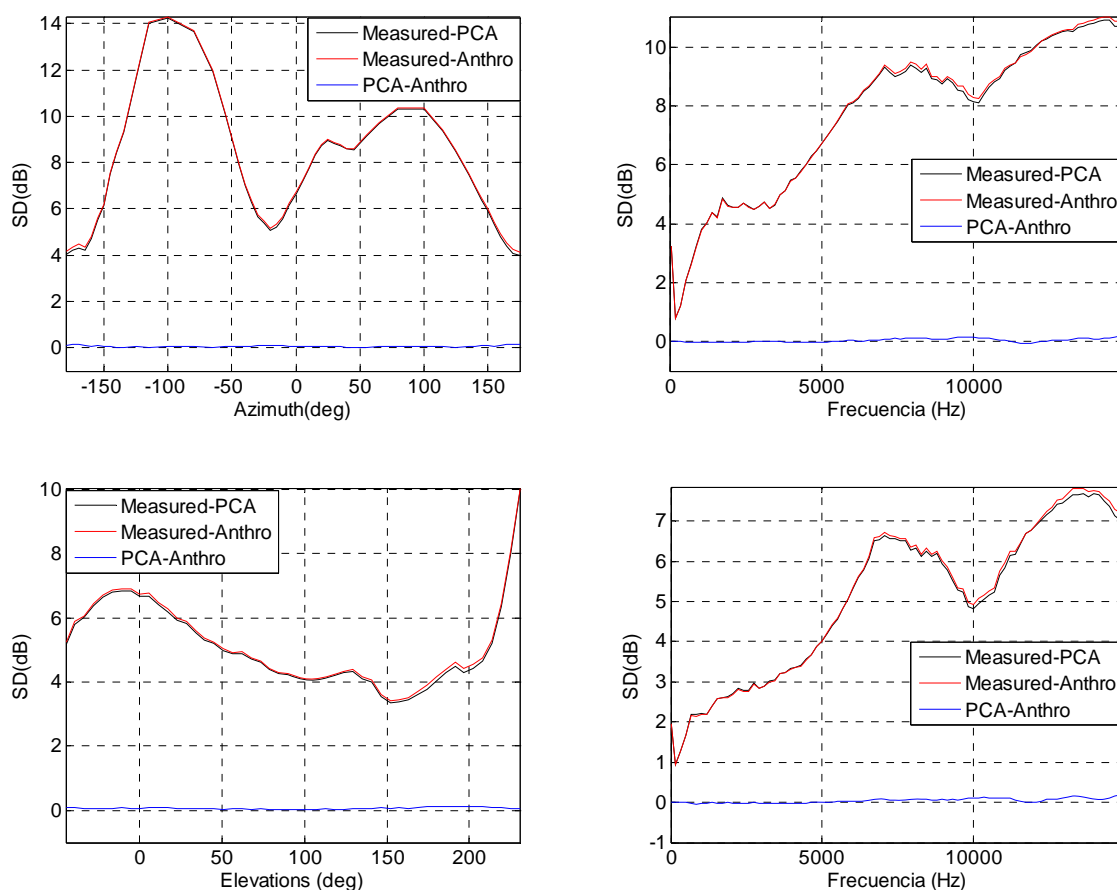 14
12
10
8
6
4
2
0
SD(dB)
Measured-PCA
Measured-Anthro
PCA-Anthro
-150 -100 -50 0 50 100 150
Azimuth(deg)
10
8
6
4
2
0
SD(dB)
Measured-PCA
Measured-Anthro
PCA-Anthro
0 5000 10000
Frecuencia (Hz)
10
8
6
4
2
0
SD(dB)
Measured-PCA
Measured-Anthro
PCA-Anthro
0 50 100 150 200
Elevations (deg)
7
6
5
4
3
2
1
0
-1
SD(dB)
Measured-PCA
Measured-Anthro
PCA-Anthro
0 5000 10000
Frecuencia (Hz)